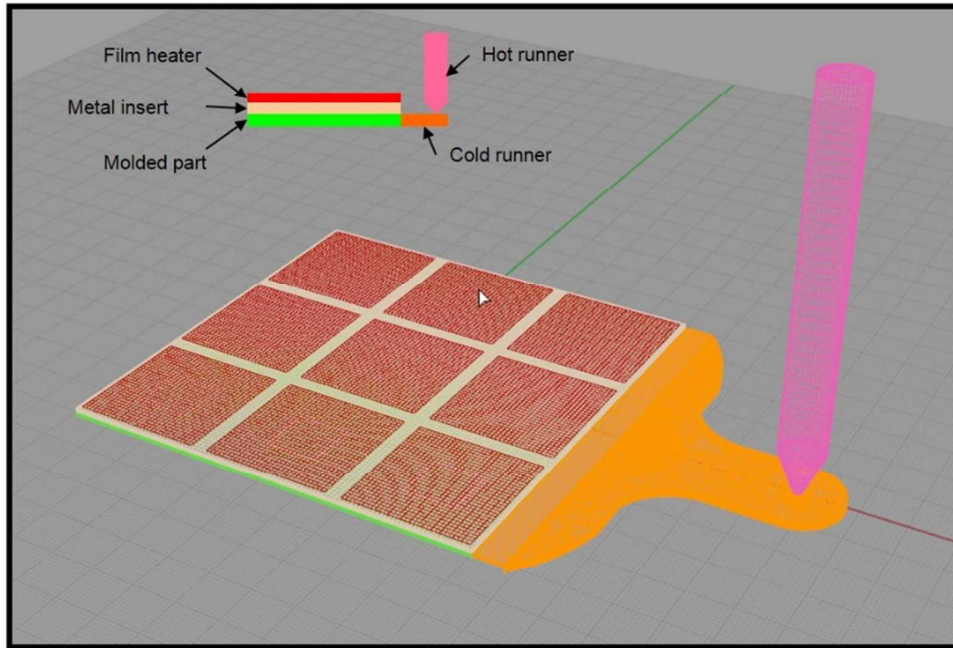 Film heater
Hot runner
Metal insert
Molded part
Cold runner